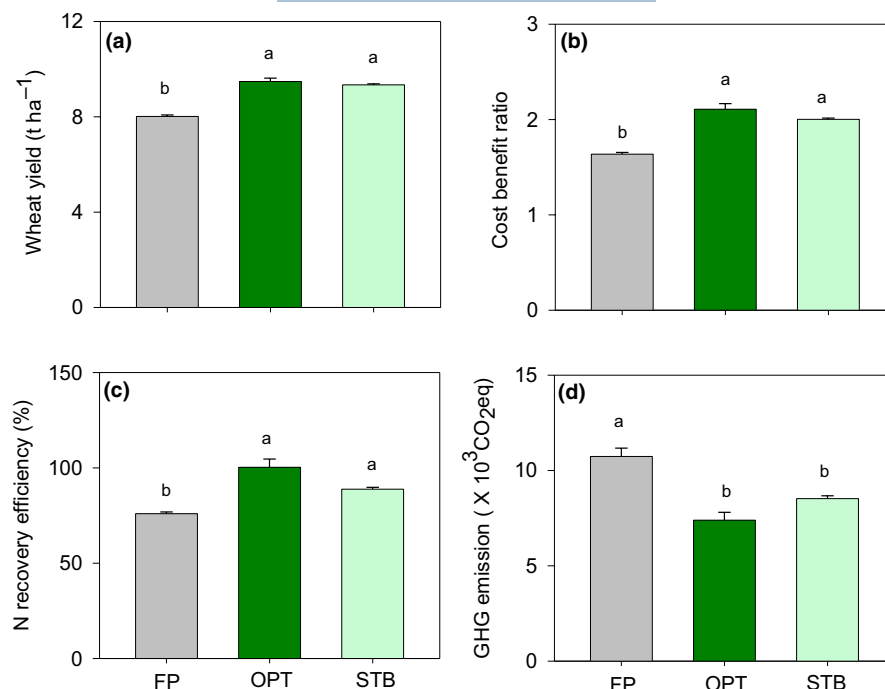 (a)
Wheat yield (t ha⁻¹)
12
8
4
0
b
a
a
(b)
Cost benefit ratio
3
2
1
0
b
a
a
(c)
N recovery efficiency (%)
150
100
50
0
b
a
a
FP OPT STB
(d)
GHG emission ( X 10³CO₂eq)
15
10
5
0
a
b
b
FP OPT STB